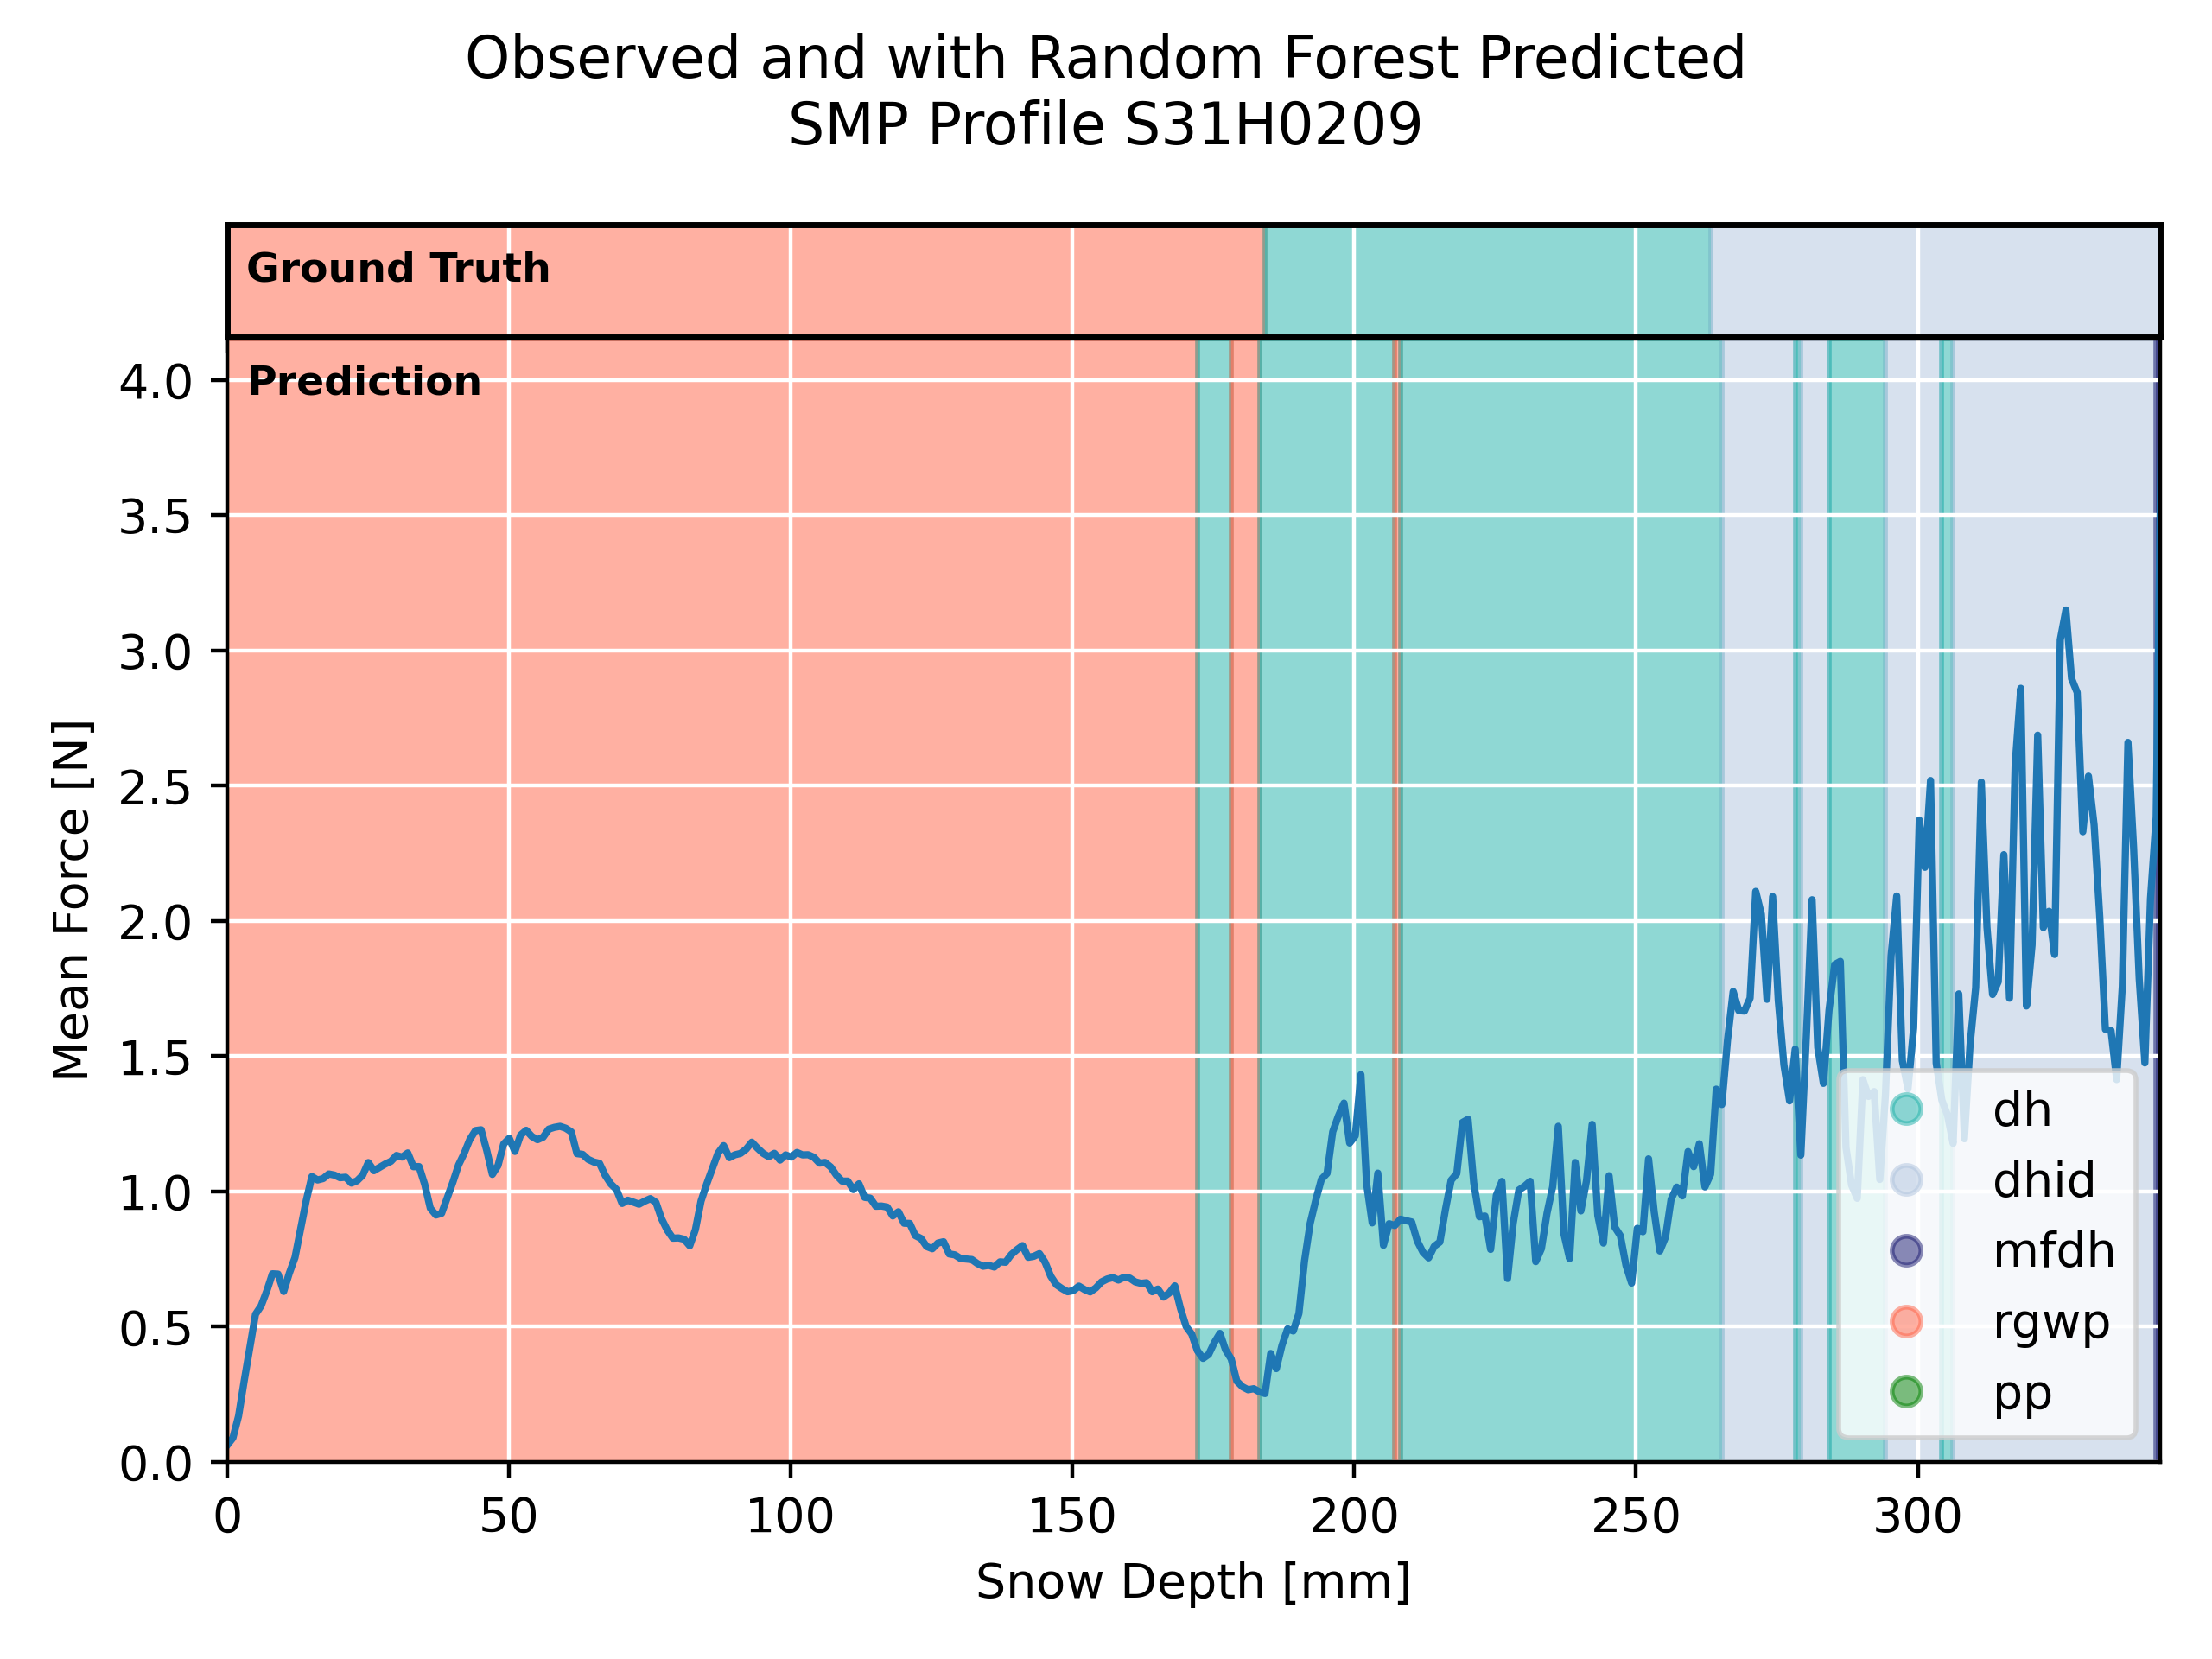 Observed and with Random Forest Predicted
SMP Profile S31H0209
Ground Truth
Prediction
4.0
3.5
3.0
2.5
2.0
1.5
1.0
0.5
0.0
Mean Force [N]
dh
dhid
mfdh
rgwp
pp
0 50 100 150 200 250 300
Snow Depth [mm]